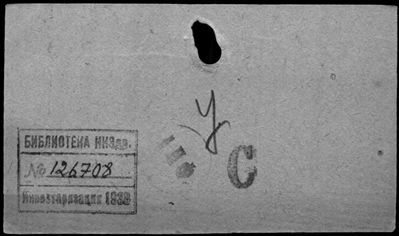 У
БИБЛИОТЕКА НКЗдр.
№ 126708
Инвентаризация 1939
С